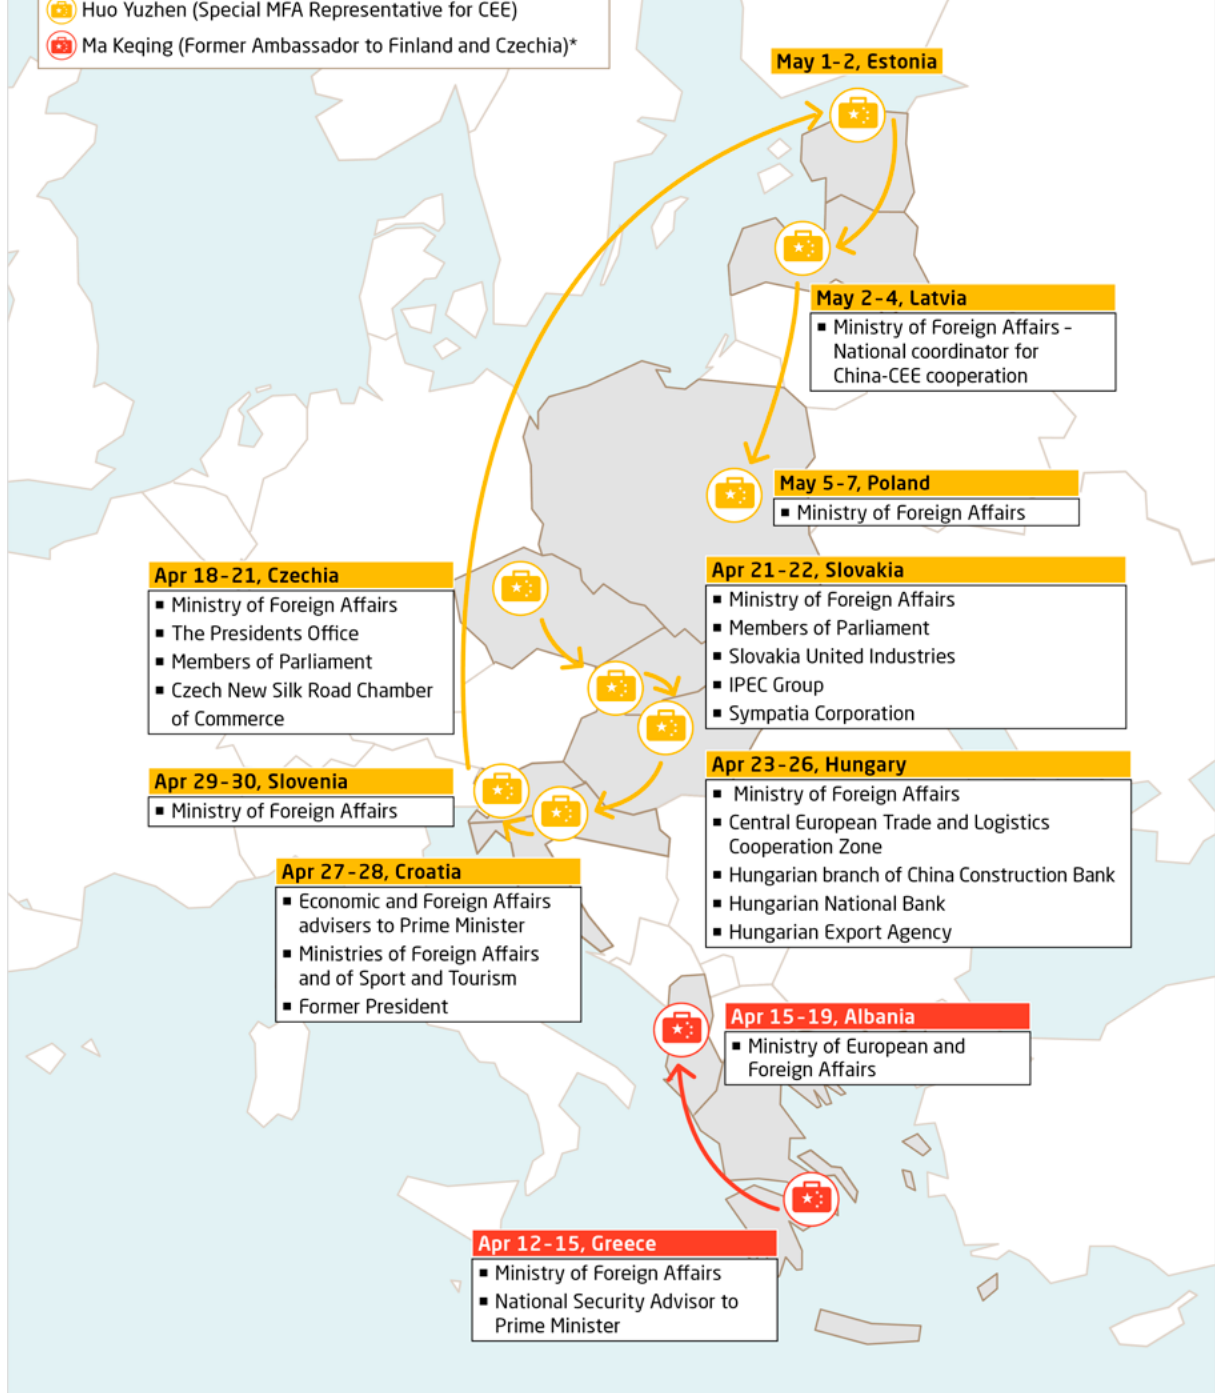 Huo Yuzhen (Special MFA Representative for CEE)
Ma Keqing (Former Ambassador to Finland and Czechia)*
May 1-2, Estonia
May 2-4, Latvia
▪ Ministry of Foreign Affairs –
National coordinator for
China-CEE cooperation
May 5-7, Poland
▪ Ministry of Foreign Affairs
Apr 18-21, Czechia
▪ Ministry of Foreign Affairs
▪ The Presidents Office
▪ Members of Parliament
▪ Czech New Silk Road Chamber
of Commerce
Apr 21-22, Slovakia
▪ Ministry of Foreign Affairs
▪ Members of Parliament
▪ Slovakia United Industries
▪ IPEC Group
▪ Sympatia Corporation
Apr 29-30, Slovenia
▪ Ministry of Foreign Affairs
Apr 23-26, Hungary
▪ Ministry of Foreign Affairs
▪ Central European Trade and Logistics
Cooperation Zone
▪ Hungarian branch of China Construction Bank
▪ Hungarian National Bank
▪ Hungarian Export Agency
Apr 27-28, Croatia
▪ Economic and Foreign Affairs
advisers to Prime Minister
▪ Ministries of Foreign Affairs
and of Sport and Tourism
▪ Former President
Apr 15-19, Albania
▪ Ministry of European and
Foreign Affairs
Apr 12-15, Greece
▪ Ministry of Foreign Affairs
▪ National Security Advisor to
Prime Minister